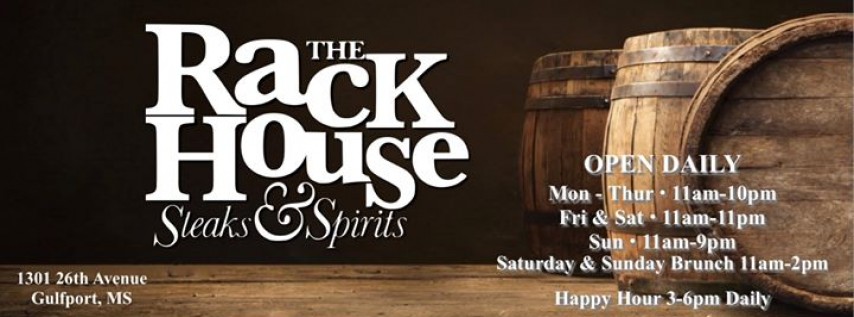 THE
Rack
House
Steaks & Spirits
OPEN DAILY
Mon - Thur • 11am-10pm
Fri & Sat • 11am-11pm
Sun • 11am-9pm
Saturday & Sunday Brunch 11am-2pm
Happy Hour 3-6pm Daily
1301 26th Avenue
Gulfport, MS